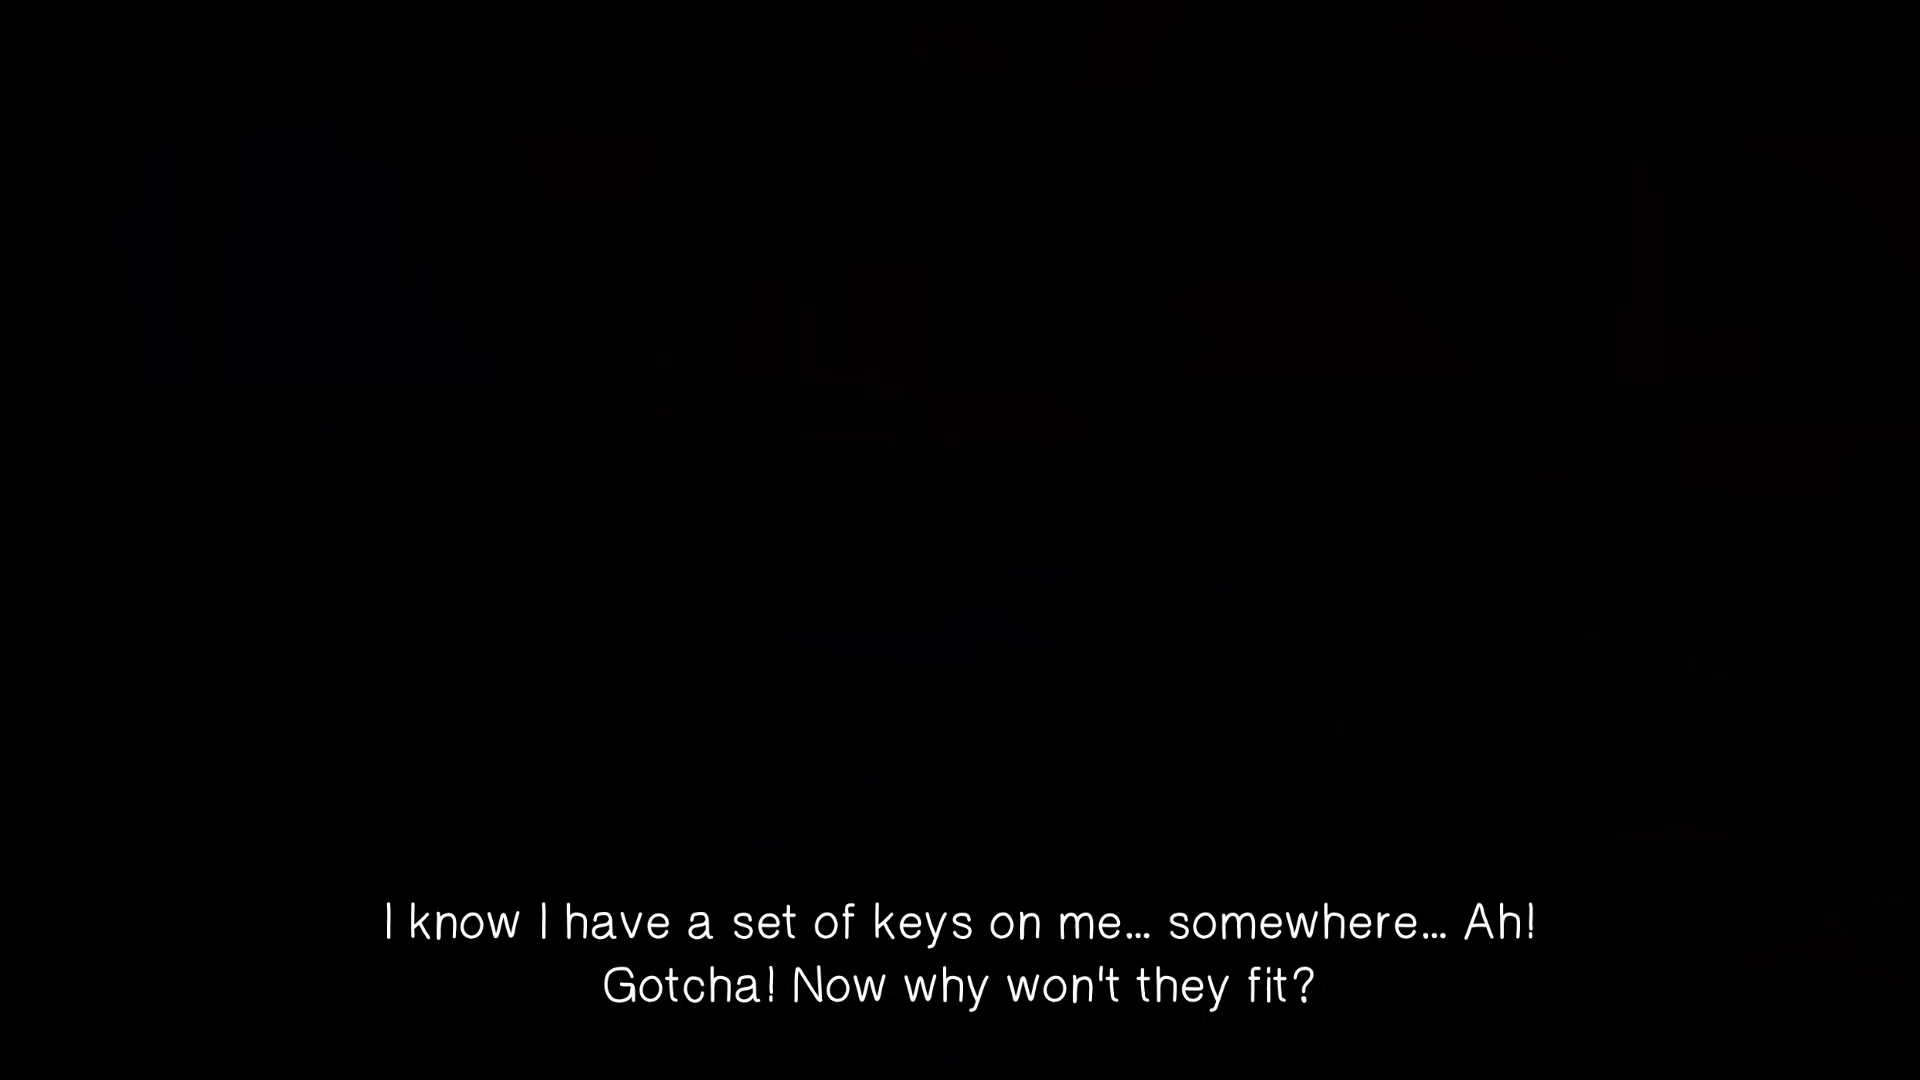 I know I have a set of keys on me... somewhere... Ah!
Gotcha! Now why won't they fit?